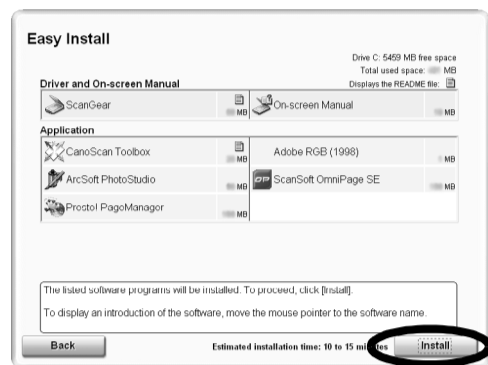 Easy Install
Drive C: 5459 MB free space
Total used space: MB
Driver and On-screen Manual Displays the README file:
ScanGear MB On-screen Manual MB
Application
CanoScan Toolbox MB Adobe RGB (1998) MB
ArcSoft PhotoStudio MB ScanSoft OmniPage SE MB
Presto! PageManager MB
The listed software programs will be installed. To proceed, click [Install].
To display an introduction of the software, move the mouse pointer to the software name.
Back Estimated installation time: 10 to 15 minutes Install